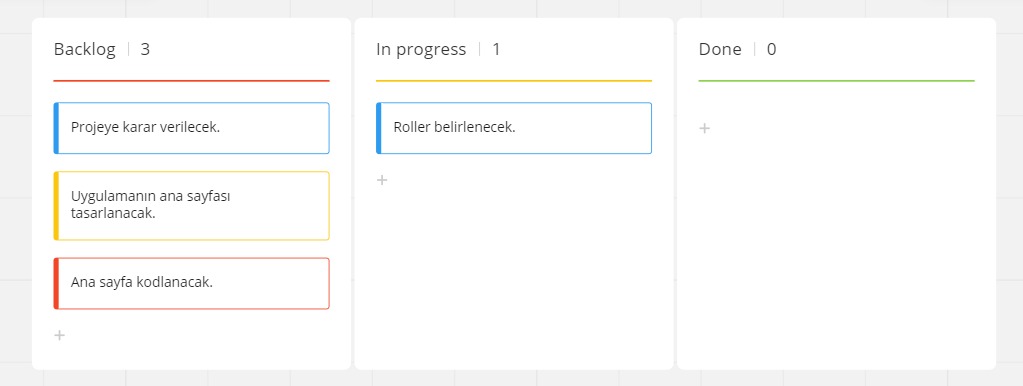 Backlog | 3
Projeye karar verilecek.
Uygulamanın ana sayfası
tasarlanacak.
Ana sayfa kodlanacak.
+
In progress | 1
Roller belirlenecek.
+
Done | 0
+